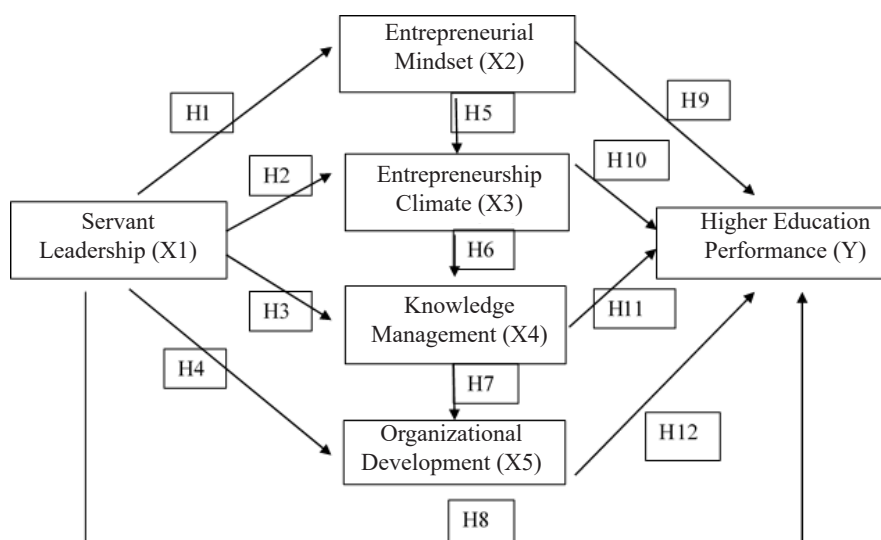 Entrepreneurial
Mindset (X2)
H1
H5
H9
H2
Entrepreneurship
Climate (X3)
H10
Servant
Leadership (X1)
Higher Education
Performance (Y)
H6
H3
Knowledge
Management (X4)
H11
H4
H7
Organizational
Development (X5)
H12
H8